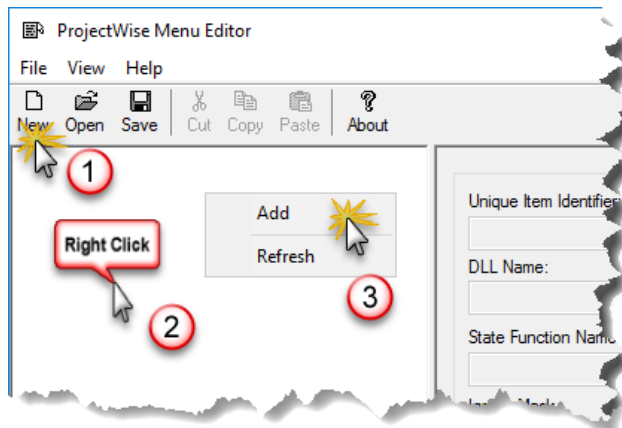 ProjectWise Menu Editor
File View Help
New Open Save Cut Copy Paste About
1
Right Click
2
Add
Refresh
3
Unique Item Identifier
DLL Name:
State Function Name